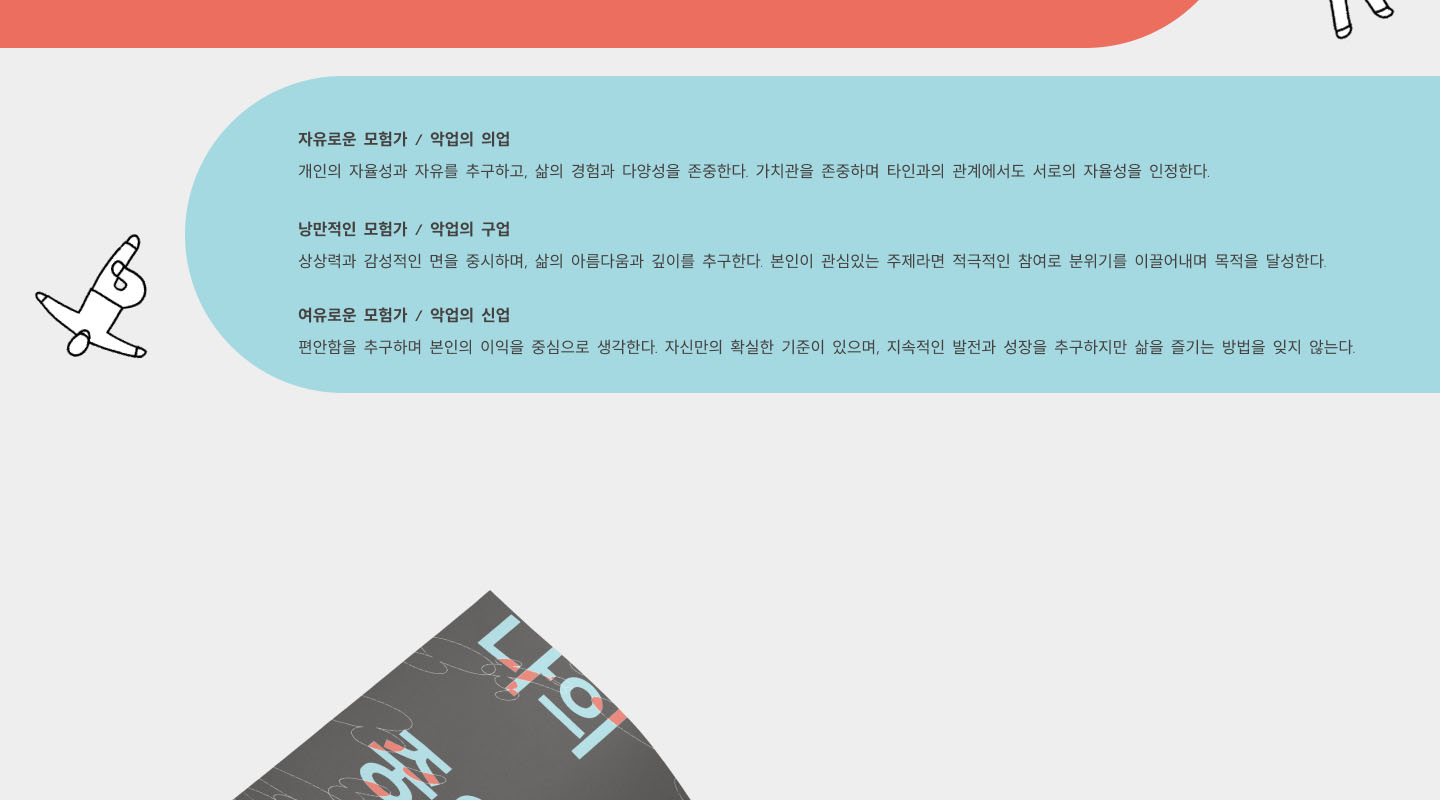 자유로운 모험가 / 악업의 의업
개인의 자율성과 자유를 추구하고, 삶의 경험과 다양성을 존중한다. 가치관을 존중하며 타인과의 관계에서도 서로의 자율성을 인정한다.
낭만적인 모험가 / 악업의 구업
상상력과 감성적인 면을 중시하며, 삶의 아름다움과 깊이를 추구한다. 본인이 관심있는 주제라면 적극적인 참여로 분위기를 이끌어내며 목적을 달성한다.
여유로운 모험가 / 악업의 신업
편안함을 추구하며 본인의 이익을 중심으로 생각한다. 자신만의 확실한 기준이 있으며, 지속적인 발전과 성장을 추구하지만 삶을 즐기는 방법을 잊지 않는다.
나의